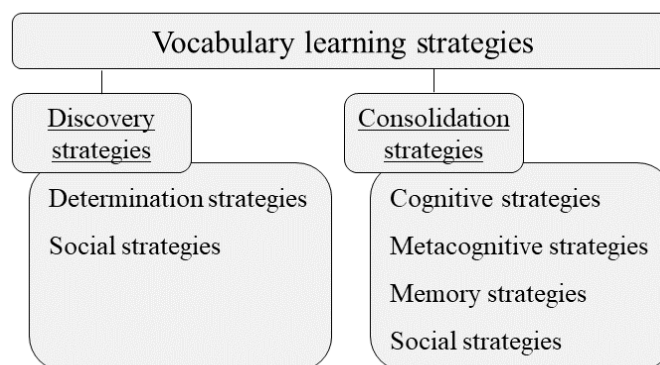 Vocabulary learning strategies
Discovery
strategies
Determination strategies
Social strategies
Consolidation
strategies
Cognitive strategies
Metacognitive strategies
Memory strategies
Social strategies